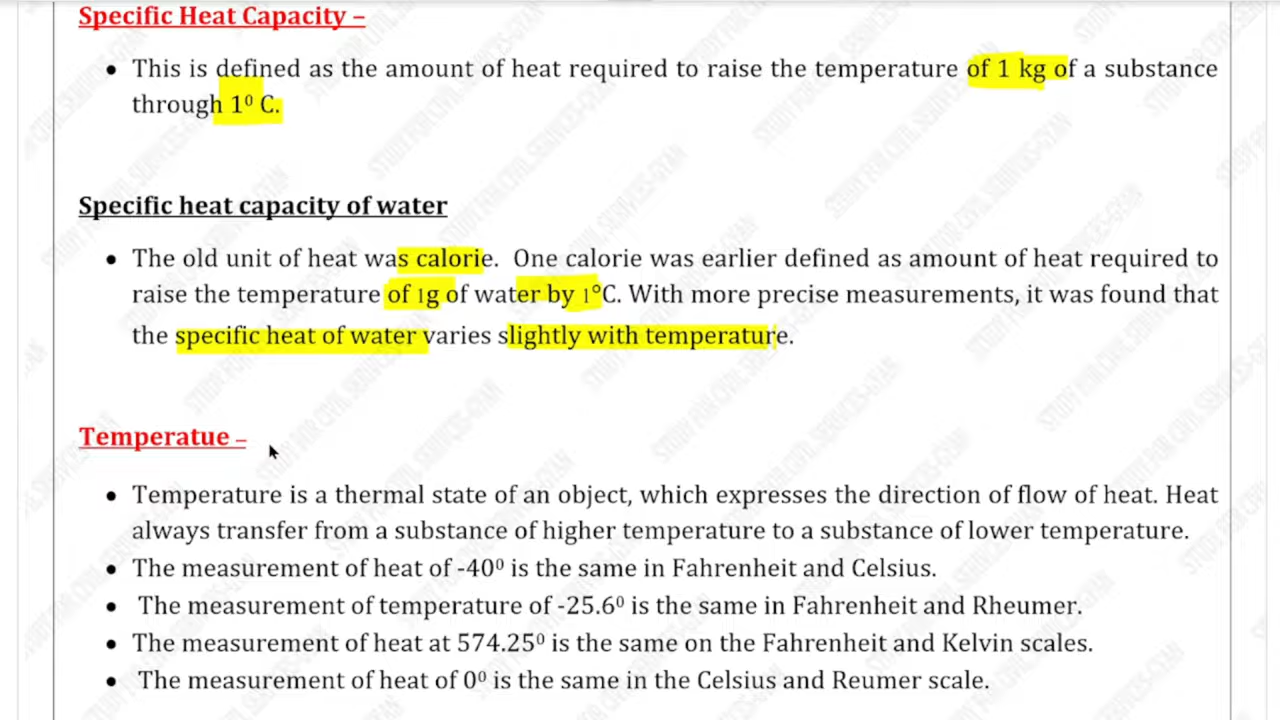 Specific Heat Capacity –
• This is defined as the amount of heat required to raise the temperature of 1 kg of a substance
through 1⁰ C.
Specific heat capacity of water
• The old unit of heat was calorie. One calorie was earlier defined as amount of heat required to
raise the temperature of 1g of water by 1°C. With more precise measurements, it was found that
the specific heat of water varies slightly with temperature.
Temperatue –
• Temperature is a thermal state of an object, which expresses the direction of flow of heat. Heat
always transfer from a substance of higher temperature to a substance of lower temperature.
• The measurement of heat of -40⁰ is the same in Fahrenheit and Celsius.
• The measurement of temperature of -25.6⁰ is the same in Fahrenheit and Rheumer.
• The measurement of heat at 574.25⁰ is the same on the Fahrenheit and Kelvin scales.
• The measurement of heat of 0⁰ is the same in the Celsius and Reumer scale.
STUDY FOR CIVIL SERVICES-GYAN